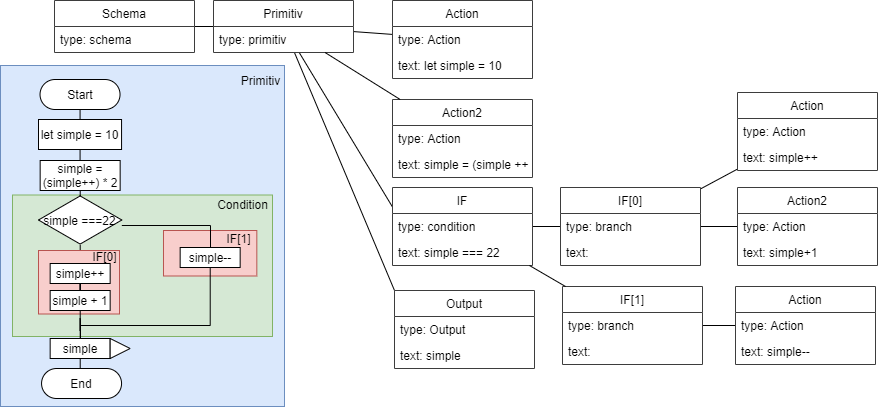 Schema
type: schema
Primitiv
type: primitiv
Action
type: Action
text: let simple = 10
Primitiv
Start
let simple = 10
simple =
(simple++) * 2
Condition
simple ===22
IF[1]
simple--
IF[0]
simple++
simple + 1
simple
End
Action2
type: Action
text: simple = (simple ++
IF
type: condition
text: simple === 22
Output
type: Output
text: simple
IF[0]
type: branch
text:
IF[1]
type: branch
text:
Action
type: Action
text: simple++
Action2
type: Action
text: simple+1
Action
type: Action
text: simple--